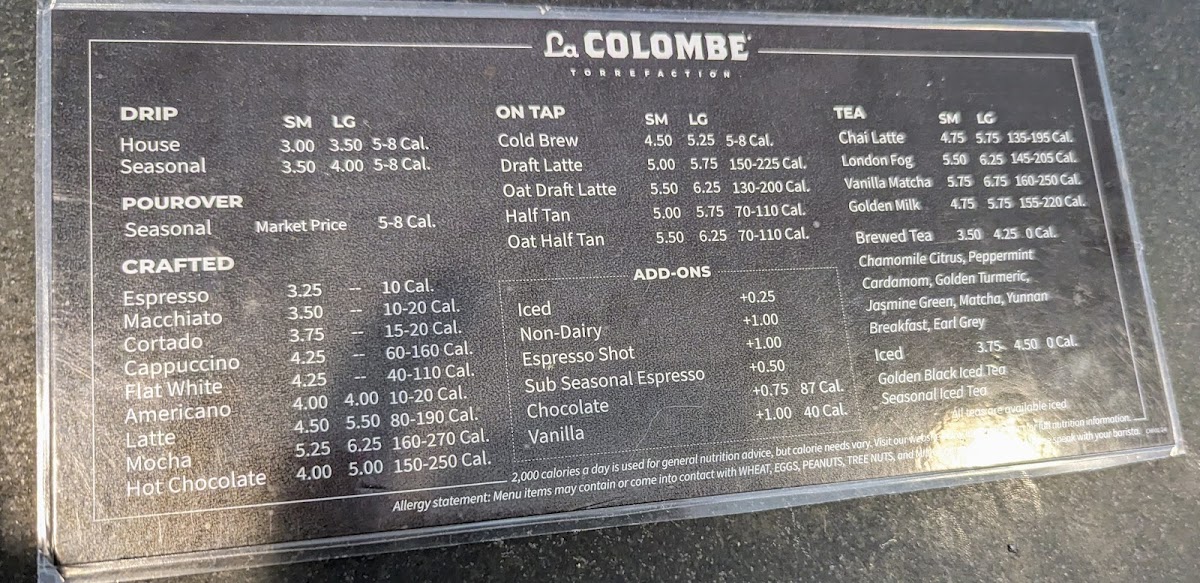 La COLOMBE
TORREFACTION
DRIP SM LG
House 3.00 3.50 5-8 Cal.
Seasonal 3.50 4.00 5-8 Cal.
POUROVER
Seasonal Market Price 5-8 Cal.
CRAFTED
Espresso 3.25 -- 10 Cal.
Macchiato 3.50 -- 10-20 Cal.
Cortado 3.75 -- 15-20 Cal.
Cappuccino 4.25 -- 60-160 Cal.
Flat White 4.25 -- 40-110 Cal.
Americano 4.00 4.00 10-20 Cal.
Latte 4.50 5.50 80-190 Cal.
Mocha 5.25 6.25 160-270 Cal.
Hot Chocolate 4.00 5.00 150-250 Cal.
ON TAP SM LG
Cold Brew 4.50 5.25 5-8 Cal.
Draft Latte 5.00 5.75 150-225 Cal.
Oat Draft Latte 5.50 6.25 130-200 Cal.
Half Tan 5.00 5.75 70-110 Cal.
Oat Half Tan 5.50 6.25 70-110 Cal.
ADD-ONS
Iced +0.25
Non-Dairy +1.00
Espresso Shot +1.00
Sub Seasonal Espresso +0.50
Chocolate +0.75 87 Cal.
Vanilla +1.00 40 Cal.
TEA SM LG
Chai Latte 4.75 5.75 135-195 Cal.
London Fog 5.50 6.25 145-205 Cal.
Vanilla Matcha 5.75 6.75 160-250 Cal.
Golden Milk 4.75 5.75 155-220 Cal.
Brewed Tea 3.50 4.25 0 Cal.
Chamomile Citrus, Peppermint
Cardamom, Golden Turmeric,
Jasmine Green, Matcha, Yunnan
Breakfast, Earl Grey
Iced 3.75 4.50 0 Cal.
Golden Black Iced Tea
Seasonal Iced Tea
All teas are available iced
2,000 calories a day is used for general nutrition advice, but calorie needs vary. Visit our for full nutrition information.
Allergy statement: Menu items may contain or come into contact with WHEAT, EGGS, PEANUTS, TREE NUTS, and speak with your barista.